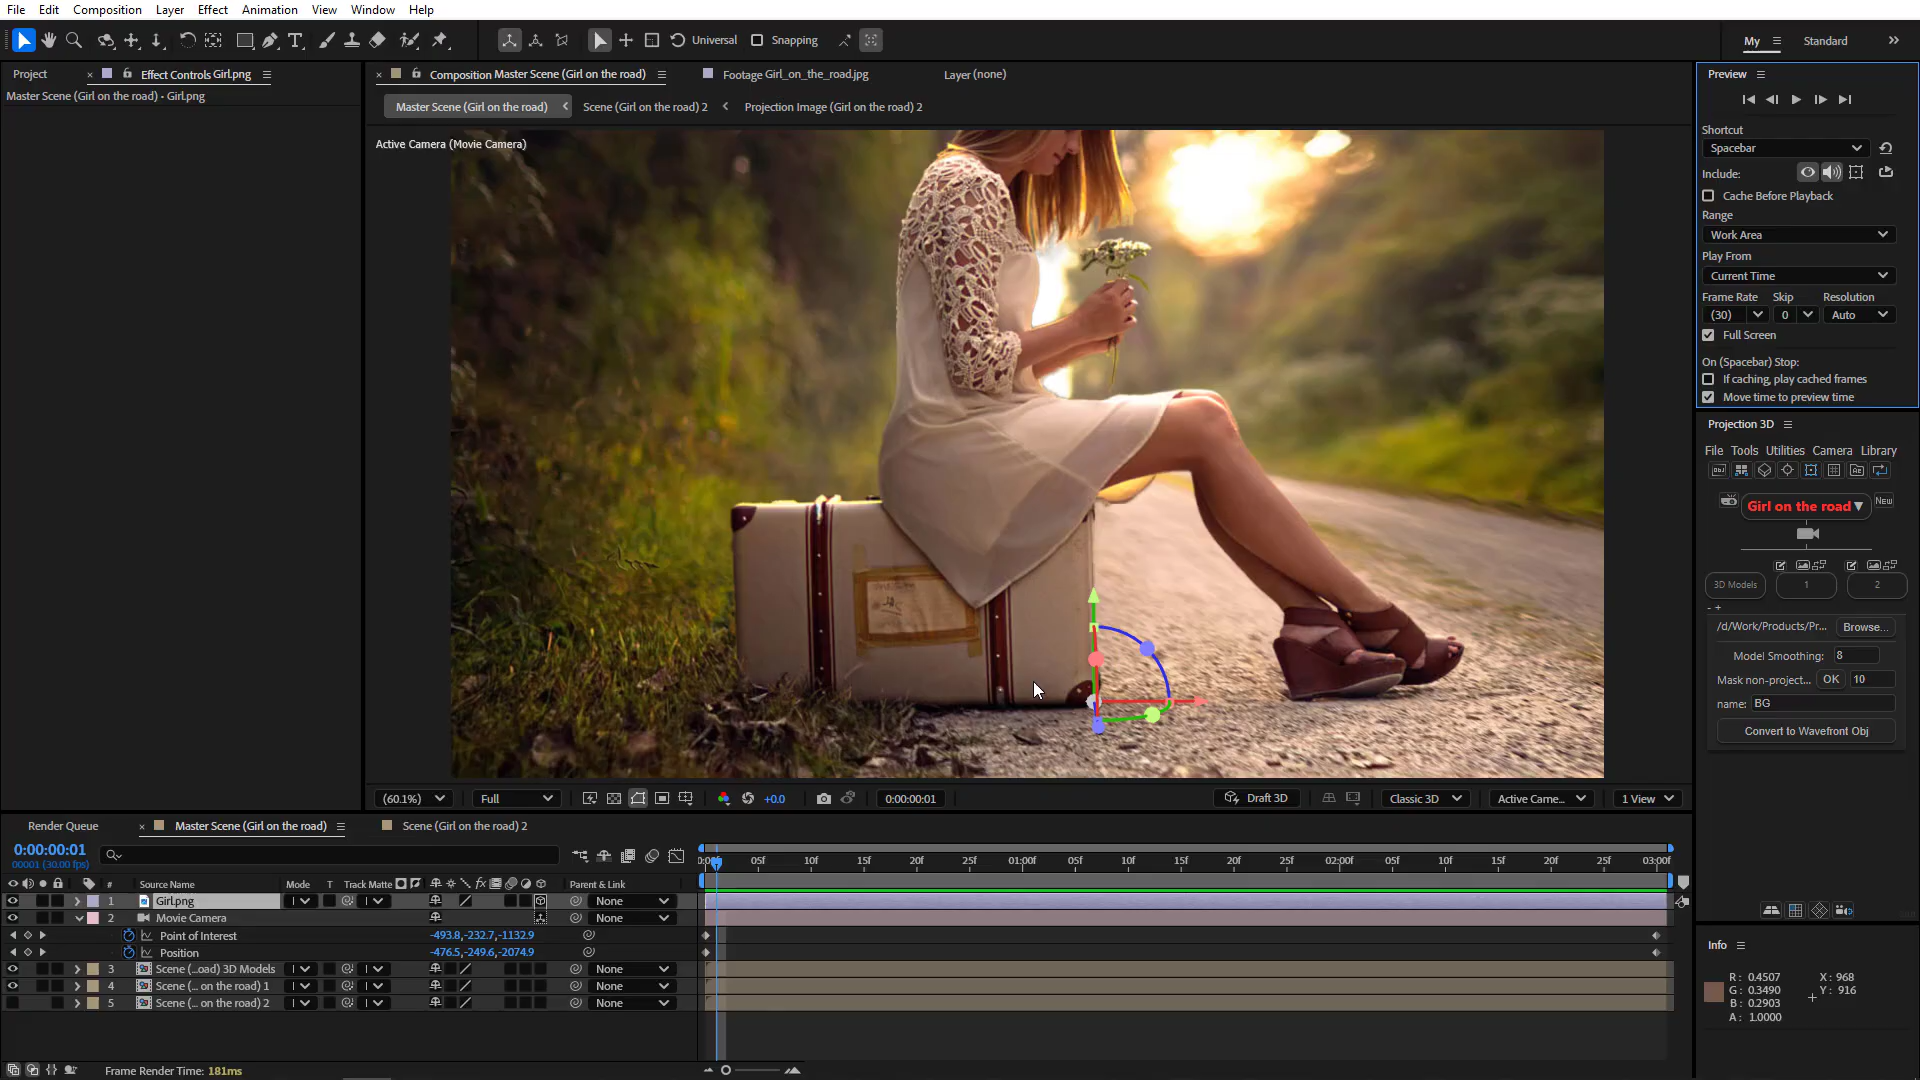 File Edit Composition Layer Effect Animation View Window Help
Universal Snapping My Standard
Project Effect Controls Girl.png
Master Scene (Girl on the road) · Girl.png
Composition Master Scene (Girl on the road) Footage Girl_on_the_road.jpg Layer (none)
Master Scene (Girl on the road) Scene (Girl on the road) 2 Projection Image (Girl on the road) 2
Active Camera (Movie Camera)
Preview
Shortcut
Spacebar
Include:
Cache Before Playback
Range
Work Area
Play From
Current Time
Frame Rate Skip Resolution
(30) 0 Auto
Full Screen
On (Spacebar) Stop:
If caching, play cached frames
Move time to preview time
Projection 3D
File Tools Utilities Camera Library
Girl on the road New
3D Models 1 2
- +
/d/Work/Products/Pr... Browse...
Model Smoothing: 8
Mask non-project... OK 10
name: BG
Convert to Wavefront Obj
(60.1%) Full +0.0 0:00:00:01 Draft 3D Classic 3D Active Came... 1 View
Render Queue Master Scene (Girl on the road) Scene (Girl on the road) 2
0:00:00:01
00001 (30.00 fps)
05f 10f 15f 20f 25f 01:00f 05f 10f 15f 20f 25f 02:00f 05f 10f 15f 20f 25f 03:00f
# Source Name Mode T Track Matte fx Parent & Link
1 Girl.png None
2 Movie Camera
Point of Interest -493.8,-232.7,-1132.9
Position -476.5,-249.6,-2074.9
3 Scene (...oad) 3D Models None
4 Scene (... on the road) 1 None
5 Scene (... on the road) 2 None
Frame Render Time: 181ms
Info
R: 0.4507 X: 968
G: 0.3490 Y: 916
B: 0.2903
A: 1.0000